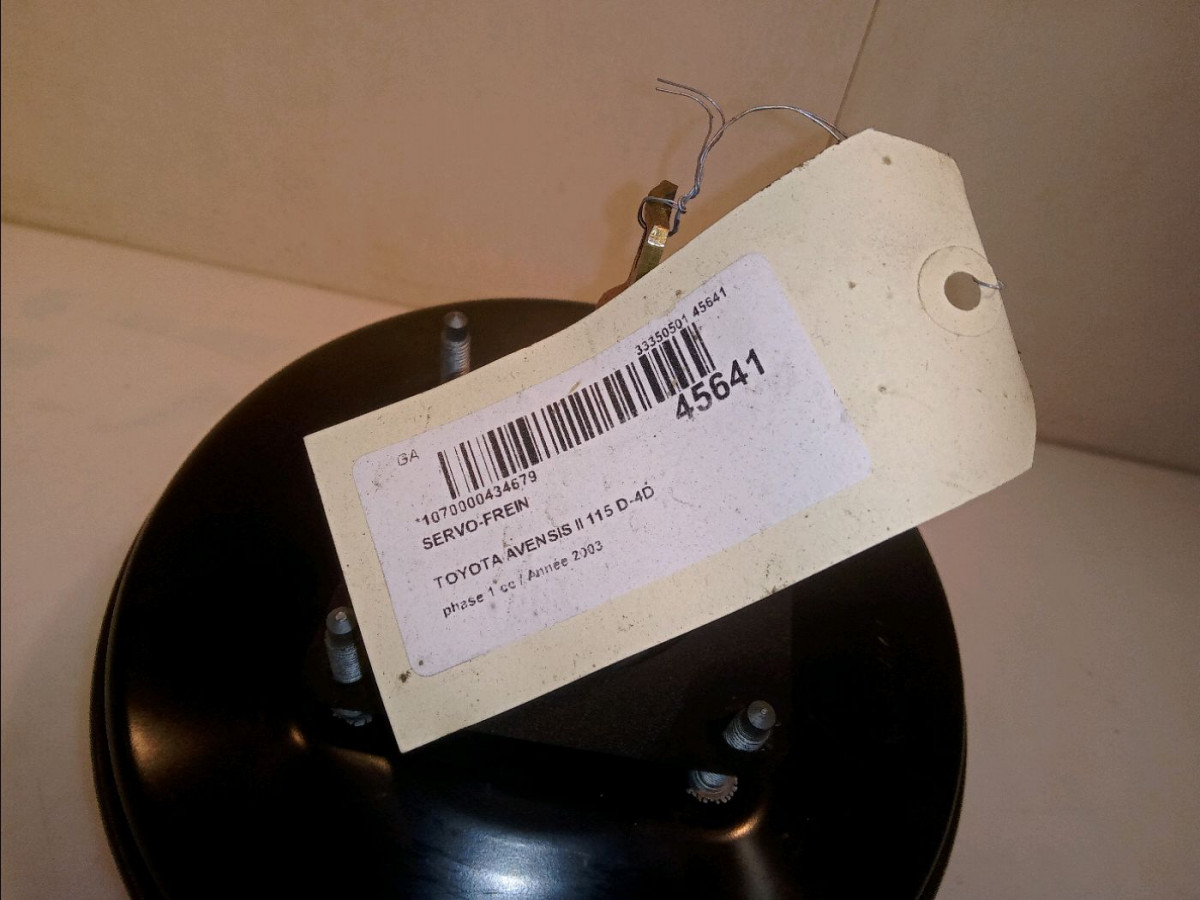 33350501 45641
45641
GA
*1070000434679
SERVO-FREIN
TOYOTA AVENSIS II 115 D-4D
phase 1 cc / Année 2003